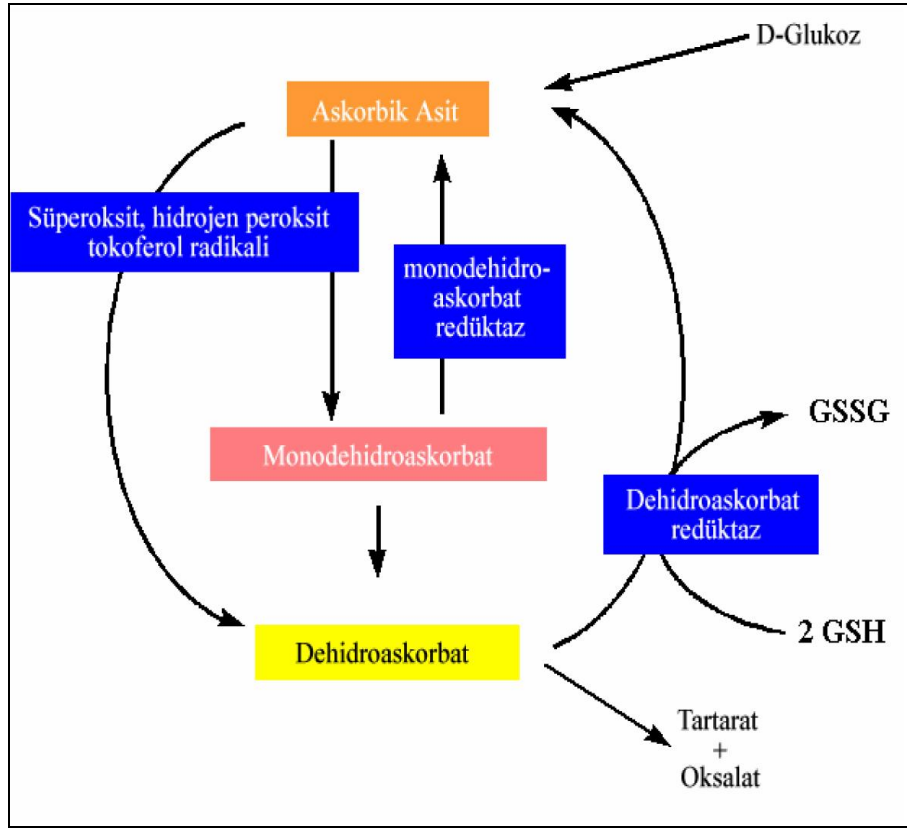 D-Glukoz
Askorbik Asit
Süperoksit, hidrojen peroksit
tokoferol radikali
monodehidro-
askorbat
redüktaz
GSSG
Monodehidroaskorbat
Dehidroaskorbat
redüktaz
2 GSH
Dehidroaskorbat
Tartarat
+
Oksalat